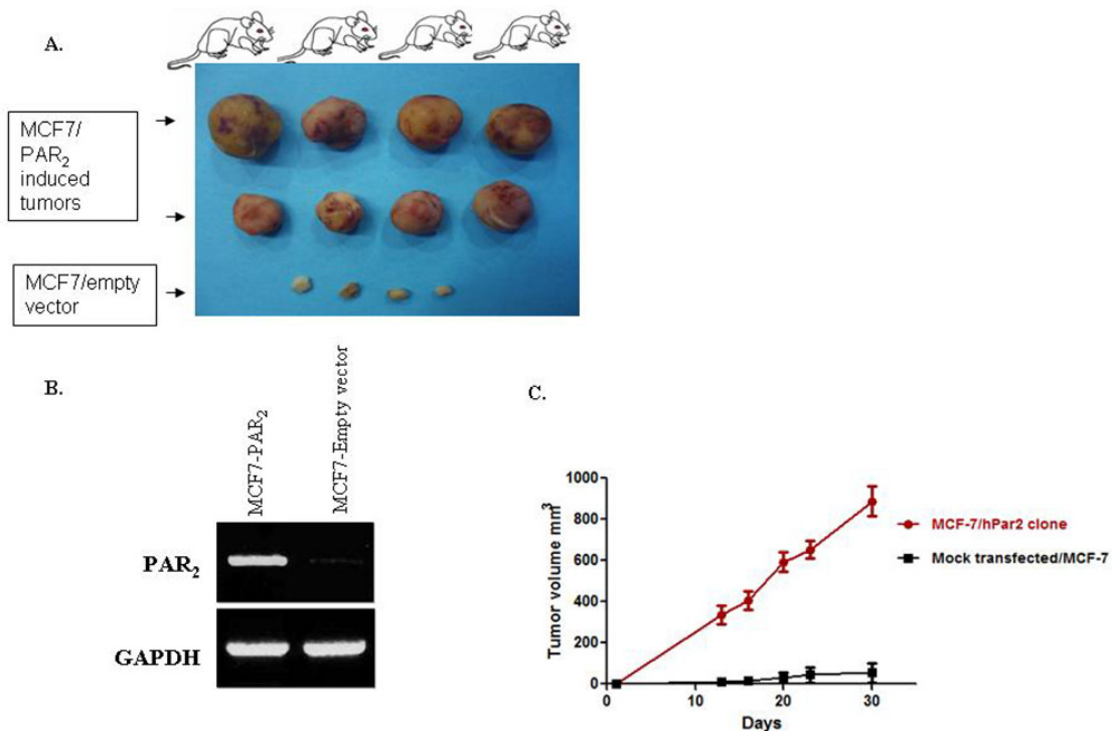 A.
MCF7/
PAR₂
induced
tumors
MCF7/empty
vector
B.
MCF7-PAR₂
MCF7-Empty vector
PAR₂
GAPDH
C.
1000
800
600
400
200
0
Tumor volume mm³
0
10
20
30
Days
MCF-7/hPar2 clone
Mock transfected/MCF-7